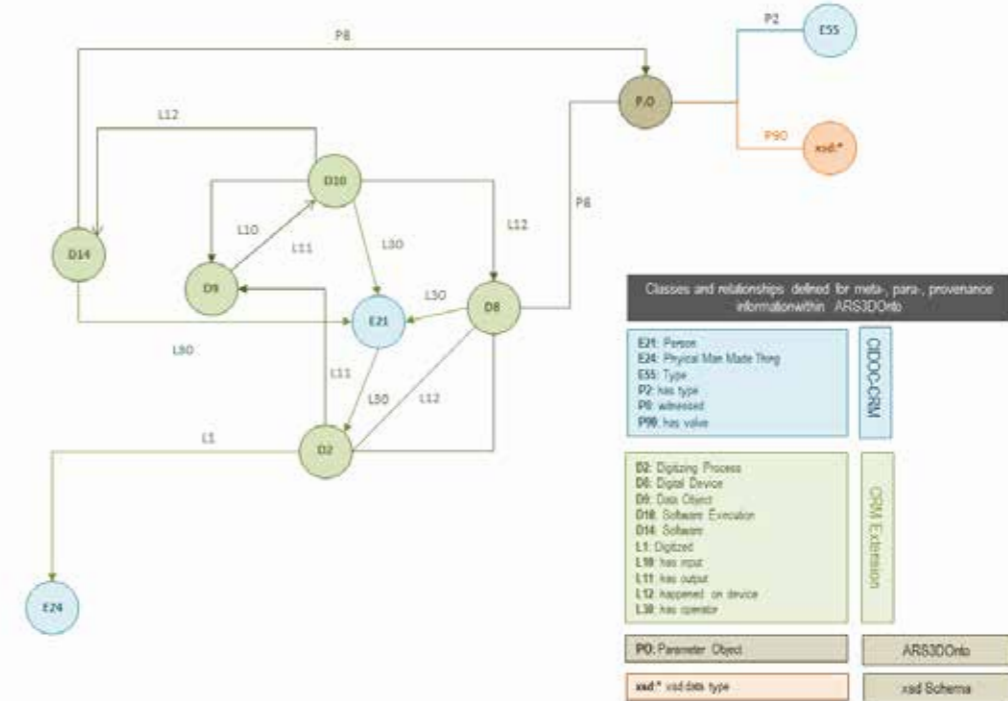 P8
P2
E55
P.O
L12
P90
xsd:*
D10
P8
L12
L10
L11
L30
D14
D9
L30
D8
E21
L30
L11
L30
L12
L1
D2
E24
Classes and relationships defined for meta-, para-, provenance
informationwithin ARS3DOnto
E21: Person
E24: Phyical Man Made Thing
E55: Type
P2: has type
P8: witnessed
P90: has value
CIDOC-CRM
D2: Digitizing Process
D8: Digital Device
D9: Data Object
D10: Software Execution
D14: Software
L1: Digitized
L10: has input
L11: has output
L12: happened on device
L30: has operator
CRM Extension
PO: Parameter Object
ARS3DOnto
xsd:* xsd data type
xsd Schema